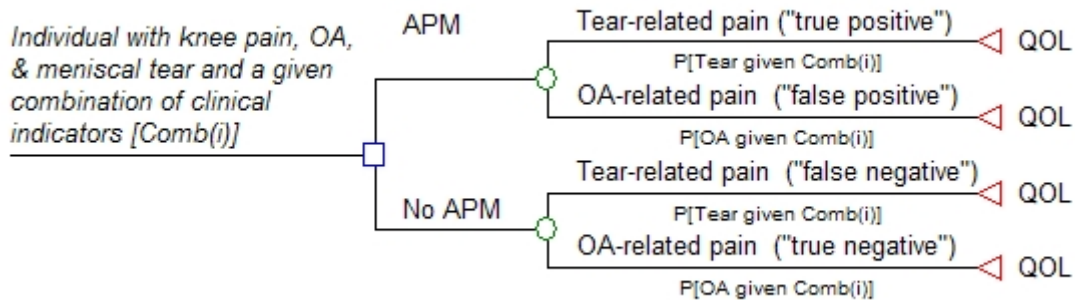 Individual with knee pain, OA,
& meniscal tear and a given
combination of clinical
indicators [Comb(i)]
APM
Tear-related pain ("true positive")
QOL
P[Tear given Comb(i)]
OA-related pain ("false positive")
QOL
P[OA given Comb(i)]
No APM
Tear-related pain ("false negative")
QOL
P[Tear given Comb(i)]
OA-related pain ("true negative")
QOL
P[OA given Comb(i)]